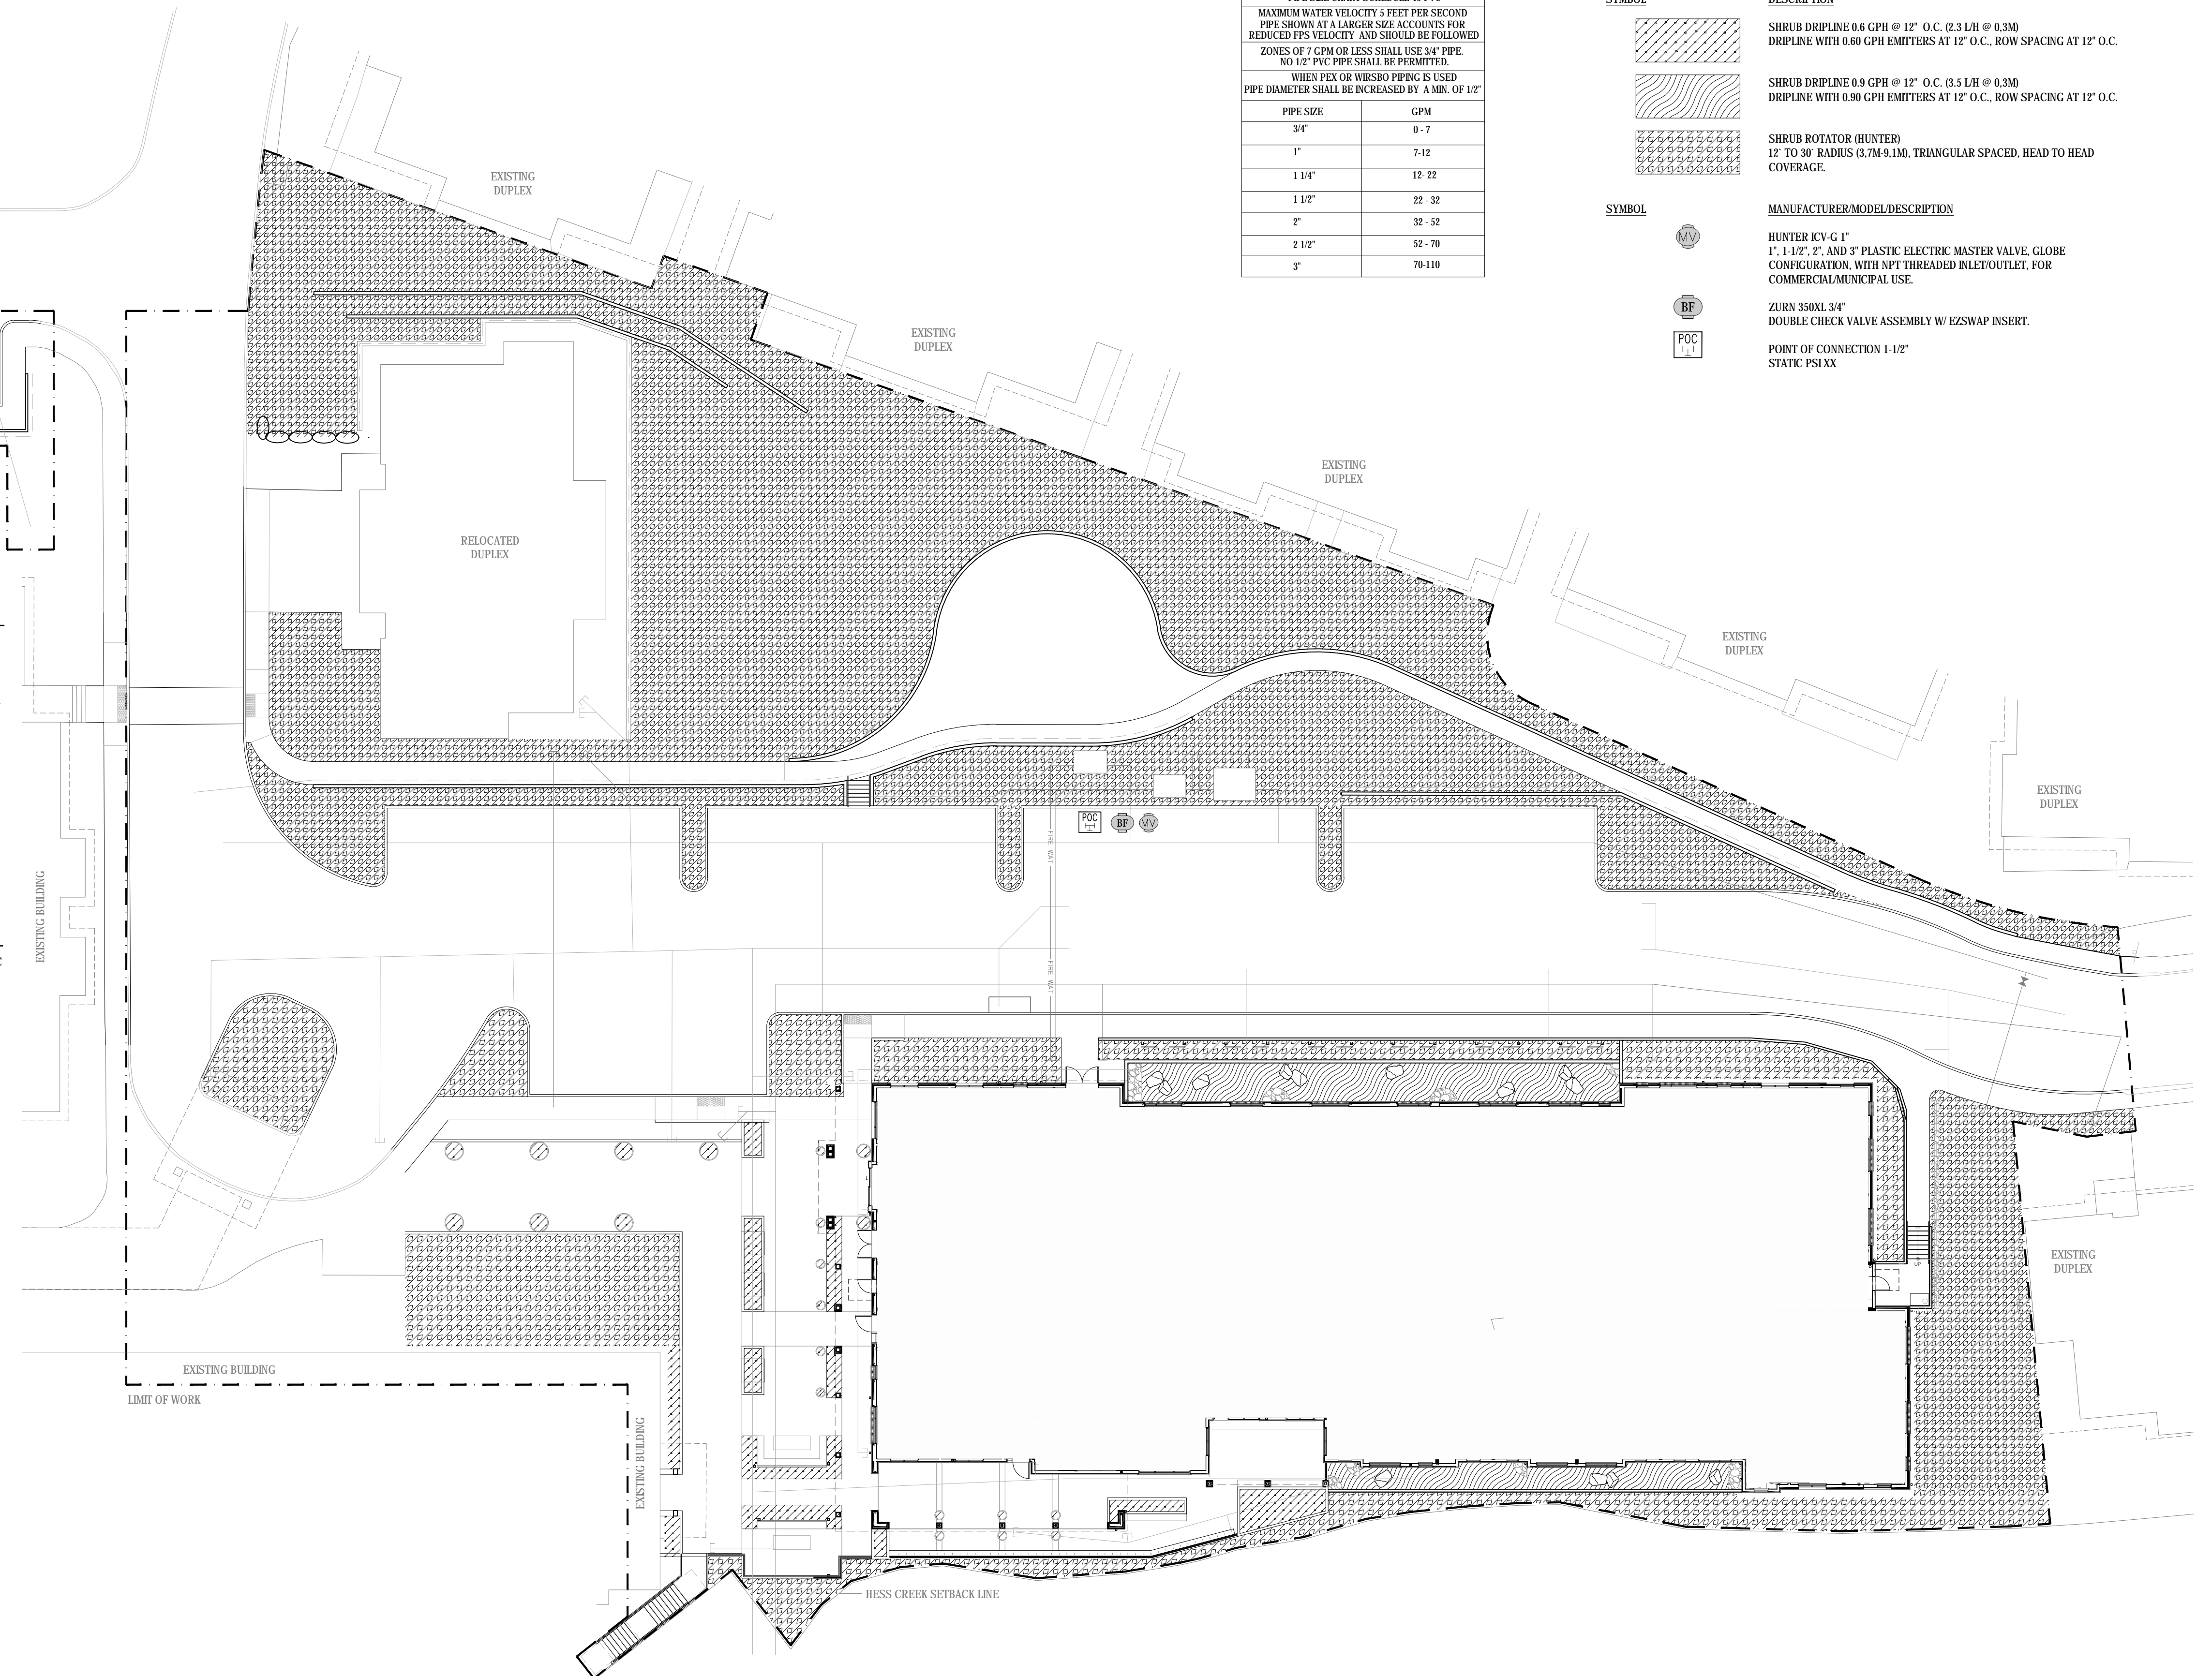 MAXIMUM WATER VELOCITY 5 FEET PER SECOND
PIPE SHOWN AT A LARGER SIZE ACCOUNTS FOR
REDUCED FPS VELOCITY AND SHOULD BE FOLLOWED
ZONES OF 7 GPM OR LESS SHALL USE 3/4" PIPE.
NO 1/2" PVC PIPE SHALL BE PERMITTED.
WHEN PEX OR WIRSBO PIPING IS USED
PIPE DIAMETER SHALL BE INCREASED BY A MIN. OF 1/2"
PIPE SIZE GPM
3/4" 0 - 7
1" 7-12
1 1/4" 12- 22
1 1/2" 22 - 32
2" 32 - 52
2 1/2" 52 - 70
3" 70-110
SYMBOL DESCRIPTION
SHRUB DRIPLINE 0.6 GPH @ 12" O.C. (2.3 L/H @ 0,3M)
DRIPLINE WITH 0.60 GPH EMITTERS AT 12" O.C., ROW SPACING AT 12" O.C.
SHRUB DRIPLINE 0.9 GPH @ 12" O.C. (3.5 L/H @ 0,3M)
DRIPLINE WITH 0.90 GPH EMITTERS AT 12" O.C., ROW SPACING AT 12" O.C.
SHRUB ROTATOR (HUNTER)
12` TO 30` RADIUS (3,7M-9,1M), TRIANGULAR SPACED, HEAD TO HEAD
COVERAGE.
SYMBOL MANUFACTURER/MODEL/DESCRIPTION
MV
HUNTER ICV-G 1"
1", 1-1/2", 2", AND 3" PLASTIC ELECTRIC MASTER VALVE, GLOBE
CONFIGURATION, WITH NPT THREADED INLET/OUTLET, FOR
COMMERCIAL/MUNICIPAL USE.
BF
ZURN 350XL 3/4"
DOUBLE CHECK VALVE ASSEMBLY W/ EZSWAP INSERT.
POC
POINT OF CONNECTION 1-1/2"
STATIC PSI XX
EXISTING
DUPLEX
EXISTING
DUPLEX
EXISTING
DUPLEX
RELOCATED
DUPLEX
EXISTING
DUPLEX
EXISTING
DUPLEX
POC BF MV
FIRE WAT
EXISTING BUILDING
FIRE WAT
EXISTING
DUPLEX
UP
EXISTING BUILDING
LIMIT OF WORK
EXISTING BUILDING
HESS CREEK SETBACK LINE